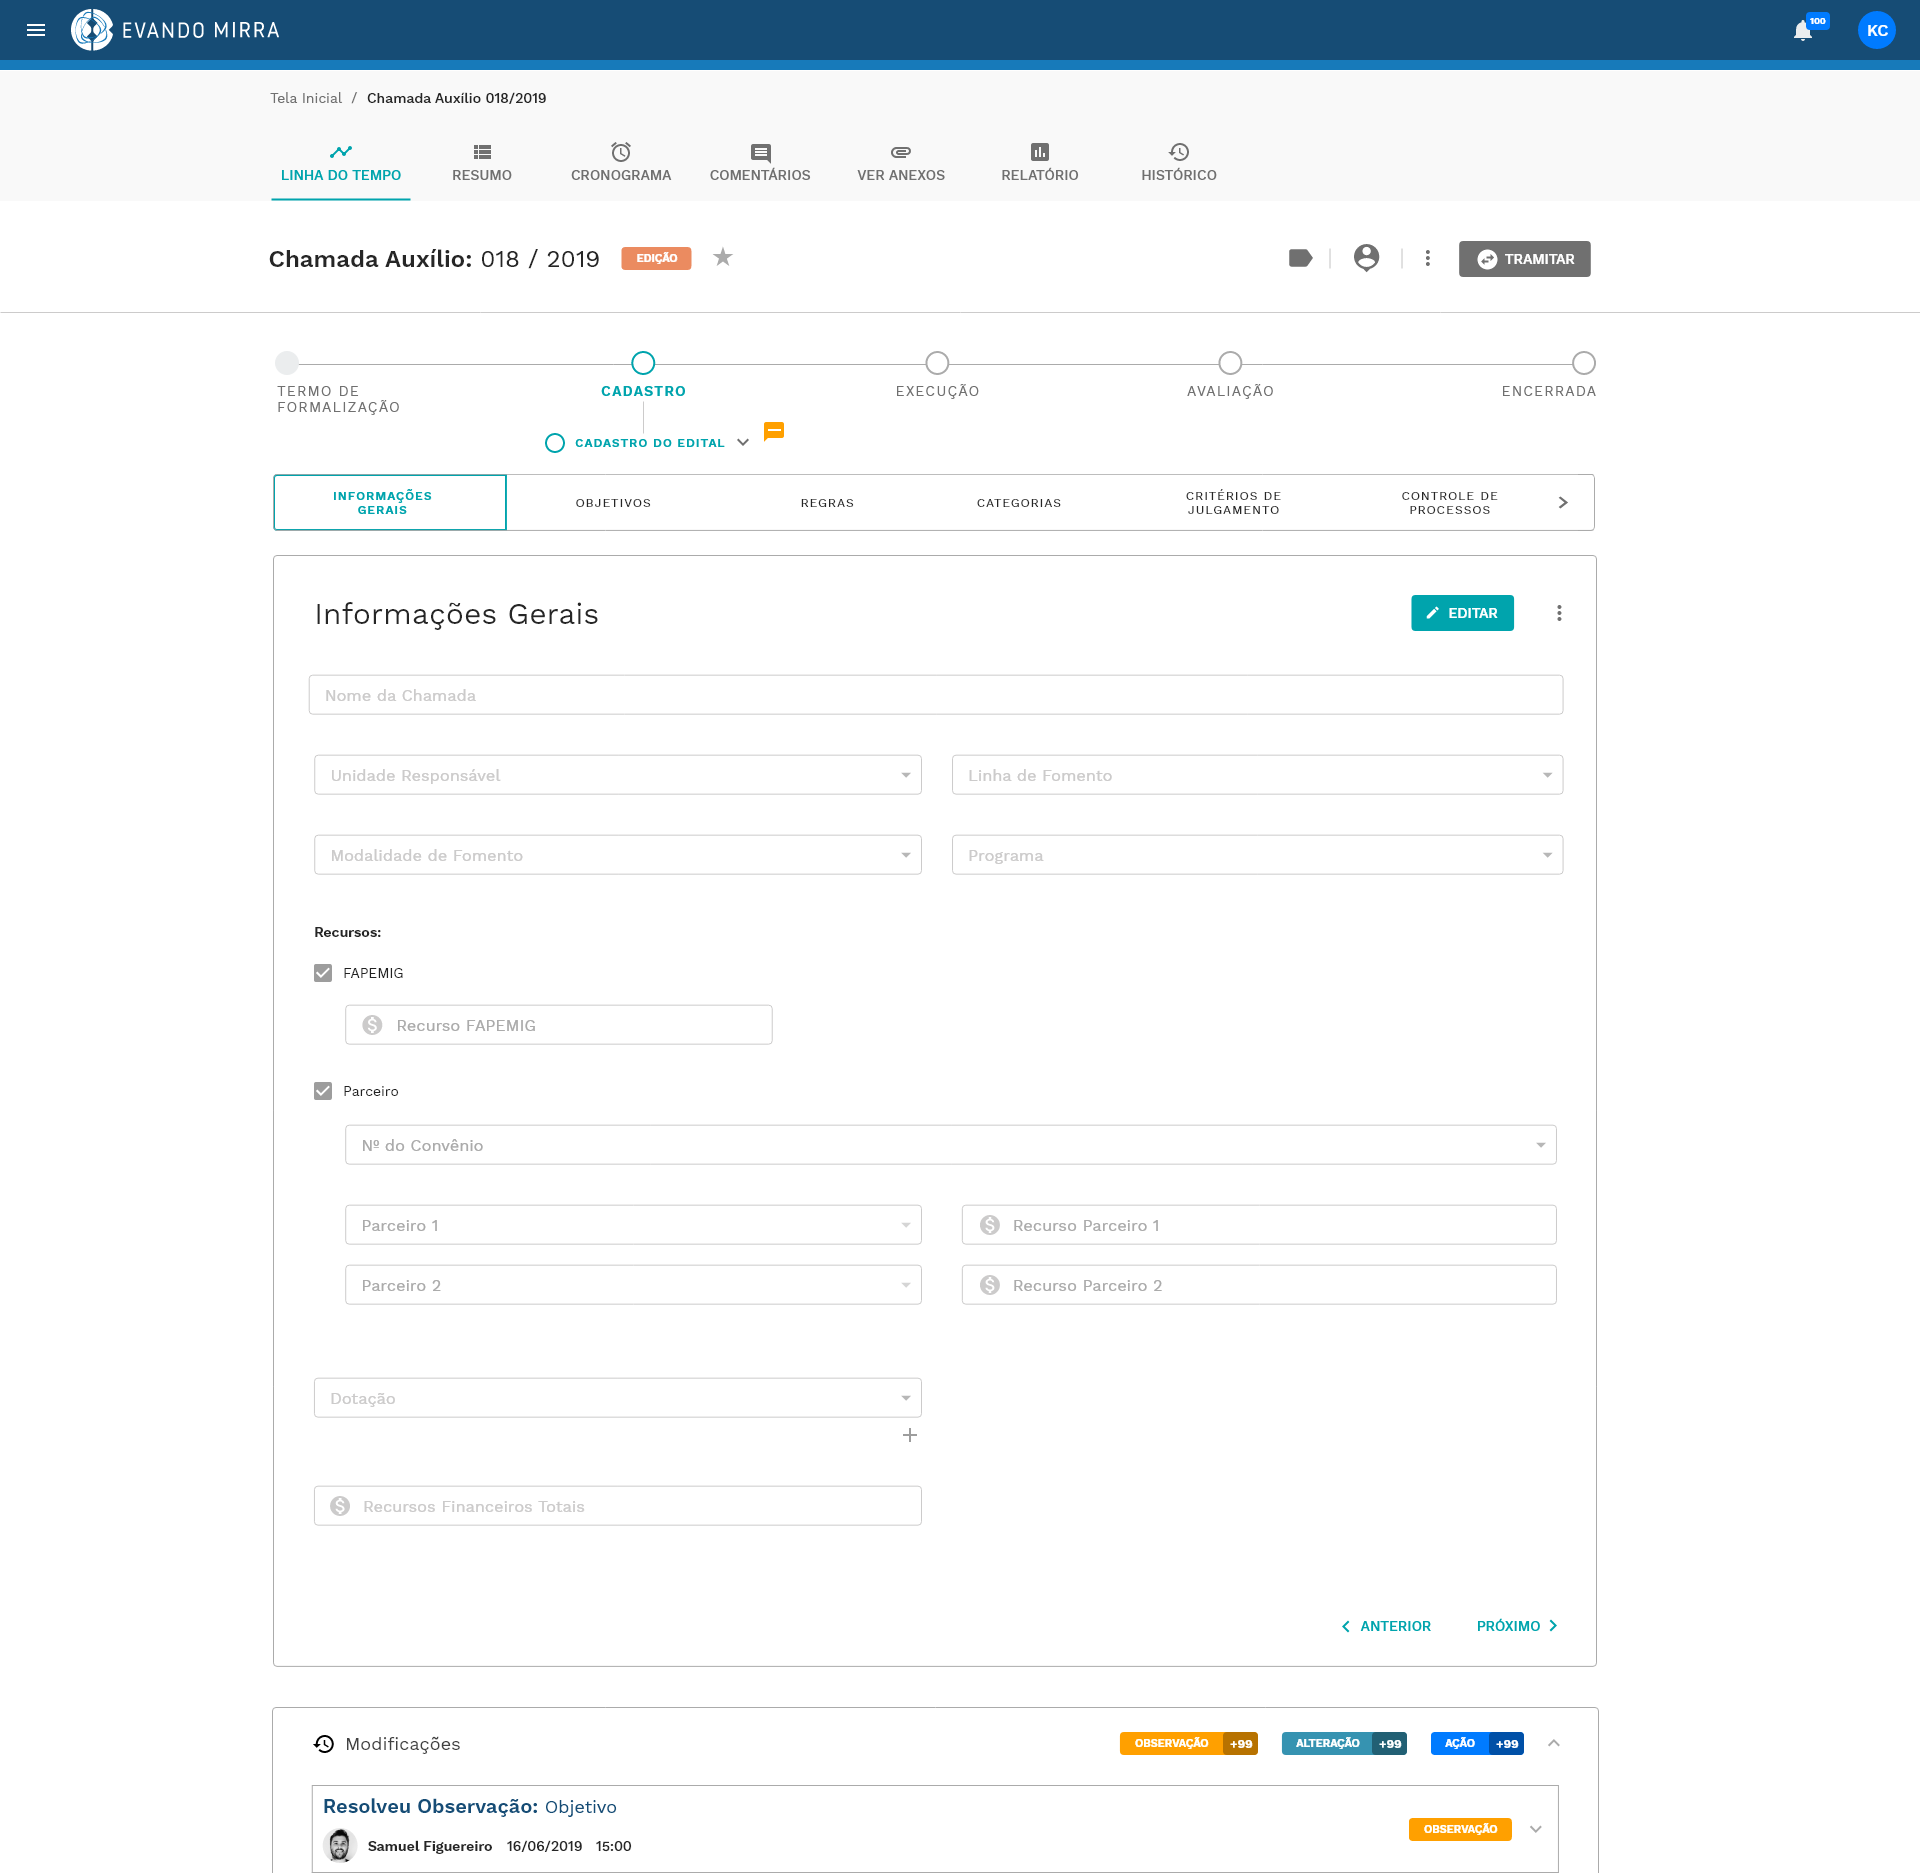 EVANDO MIRRA
100
KC
Tela Inicial / Chamada Auxílio 018/2019
LINHA DO TEMPO
RESUMO
CRONOGRAMA
COMENTÁRIOS
VER ANEXOS
RELATÓRIO
HISTÓRICO
Chamada Auxílio: 018 / 2019
EDIÇÃO
TRAMITAR
TERMO DE
FORMALIZAÇÃO
CADASTRO
EXECUÇÃO
AVALIAÇÃO
ENCERRADA
CADASTRO DO EDITAL
INFORMAÇÕES
GERAIS
OBJETIVOS
REGRAS
CATEGORIAS
CRITÉRIOS DE
JULGAMENTO
CONTROLE DE
PROCESSOS
Informações Gerais
EDITAR
Nome da Chamada
Unidade Responsável
Linha de Fomento
Modalidade de Fomento
Programa
Recursos:
FAPEMIG
Recurso FAPEMIG
Parceiro
Nº do Convênio
Parceiro 1
Recurso Parceiro 1
Parceiro 2
Recurso Parceiro 2
Dotação
Recursos Financeiros Totais
ANTERIOR
PRÓXIMO
Modificações
OBSERVAÇÃO +99
ALTERAÇÃO +99
AÇÃO +99
Resolveu Observação: Objetivo
Samuel Figuereiro 16/06/2019 15:00
OBSERVAÇÃO